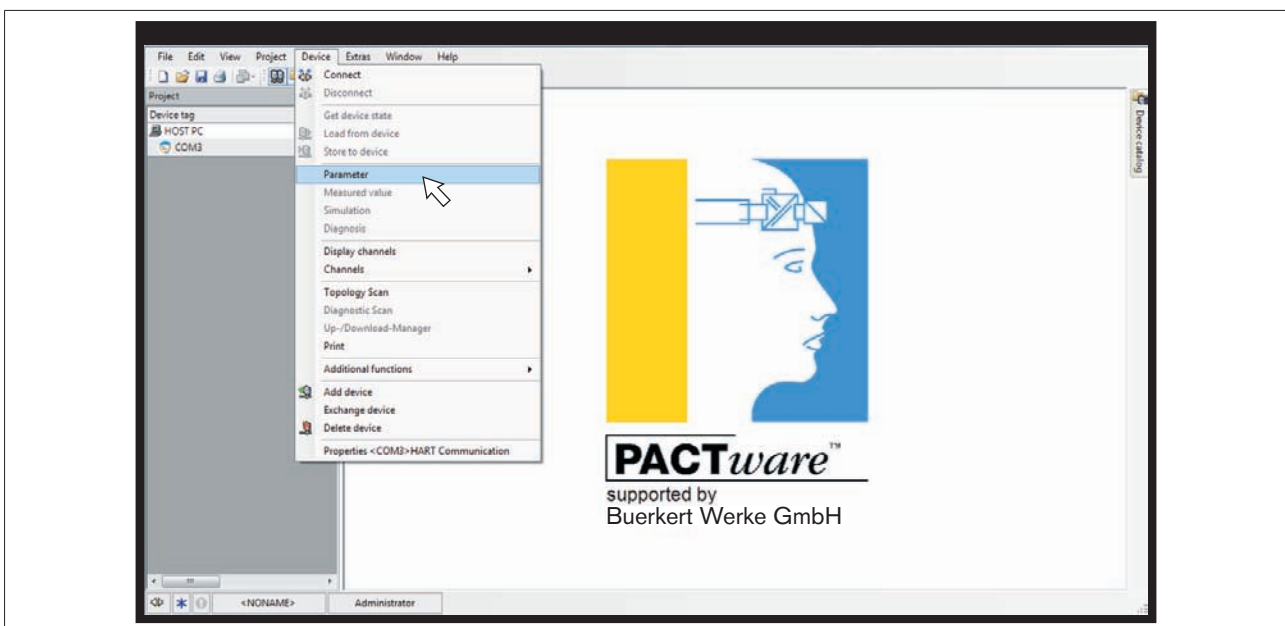 File Edit View Project Device Extras Window Help
Project
Device tag
HOST PC
COM3
Connect
Disconnect
Get device state
Load from device
Store to device
Parameter
Measured value
Simulation
Diagnosis
Display channels
Channels
Topology Scan
Diagnostic Scan
Up-/Download-Manager
Print
Additional functions
Add device
Exchange device
Delete device
Properties <COM3>HART Communication
Device catalog
PACTware™
supported by
Buerkert Werke GmbH
<NONAME> Administrator